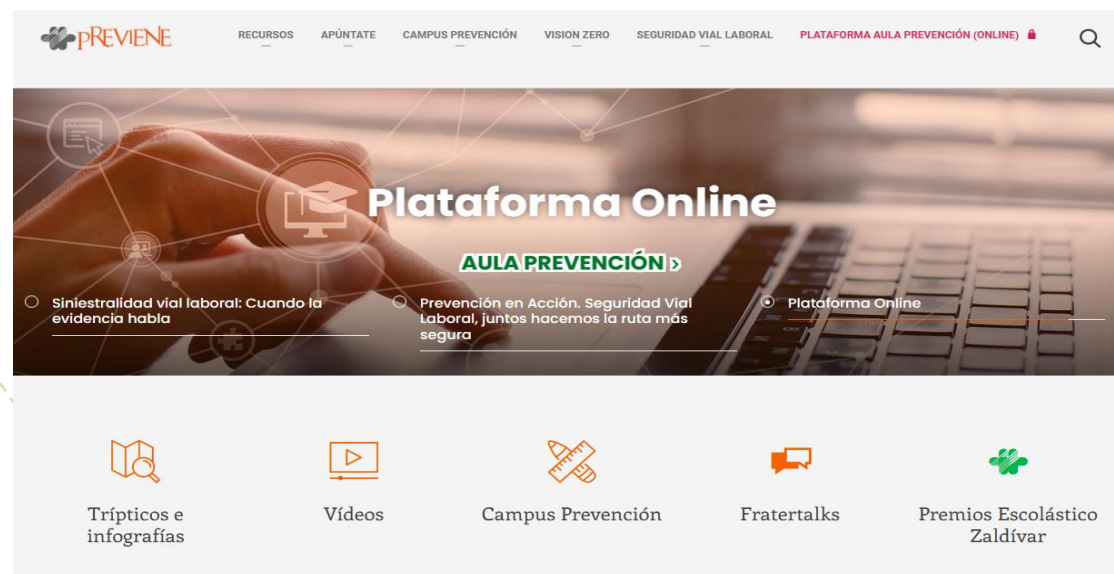 pREVIENE
RECURSOS APÚNTATE CAMPUS PREVENCIÓN VISION ZERO SEGURIDAD VIAL LABORAL PLATAFORMA AULA PREVENCIÓN (ONLINE)
Plataforma Online
AULA PREVENCIÓN ›
Siniestralidad vial laboral: Cuando la
evidencia habla
Prevención en Acción. Seguridad Vial
Laboral, juntos hacemos la ruta más
segura
Plataforma Online
Trípticos e
infografías
Vídeos
Campus Prevención
Fratertalks
Premios Escolástico
Zaldívar